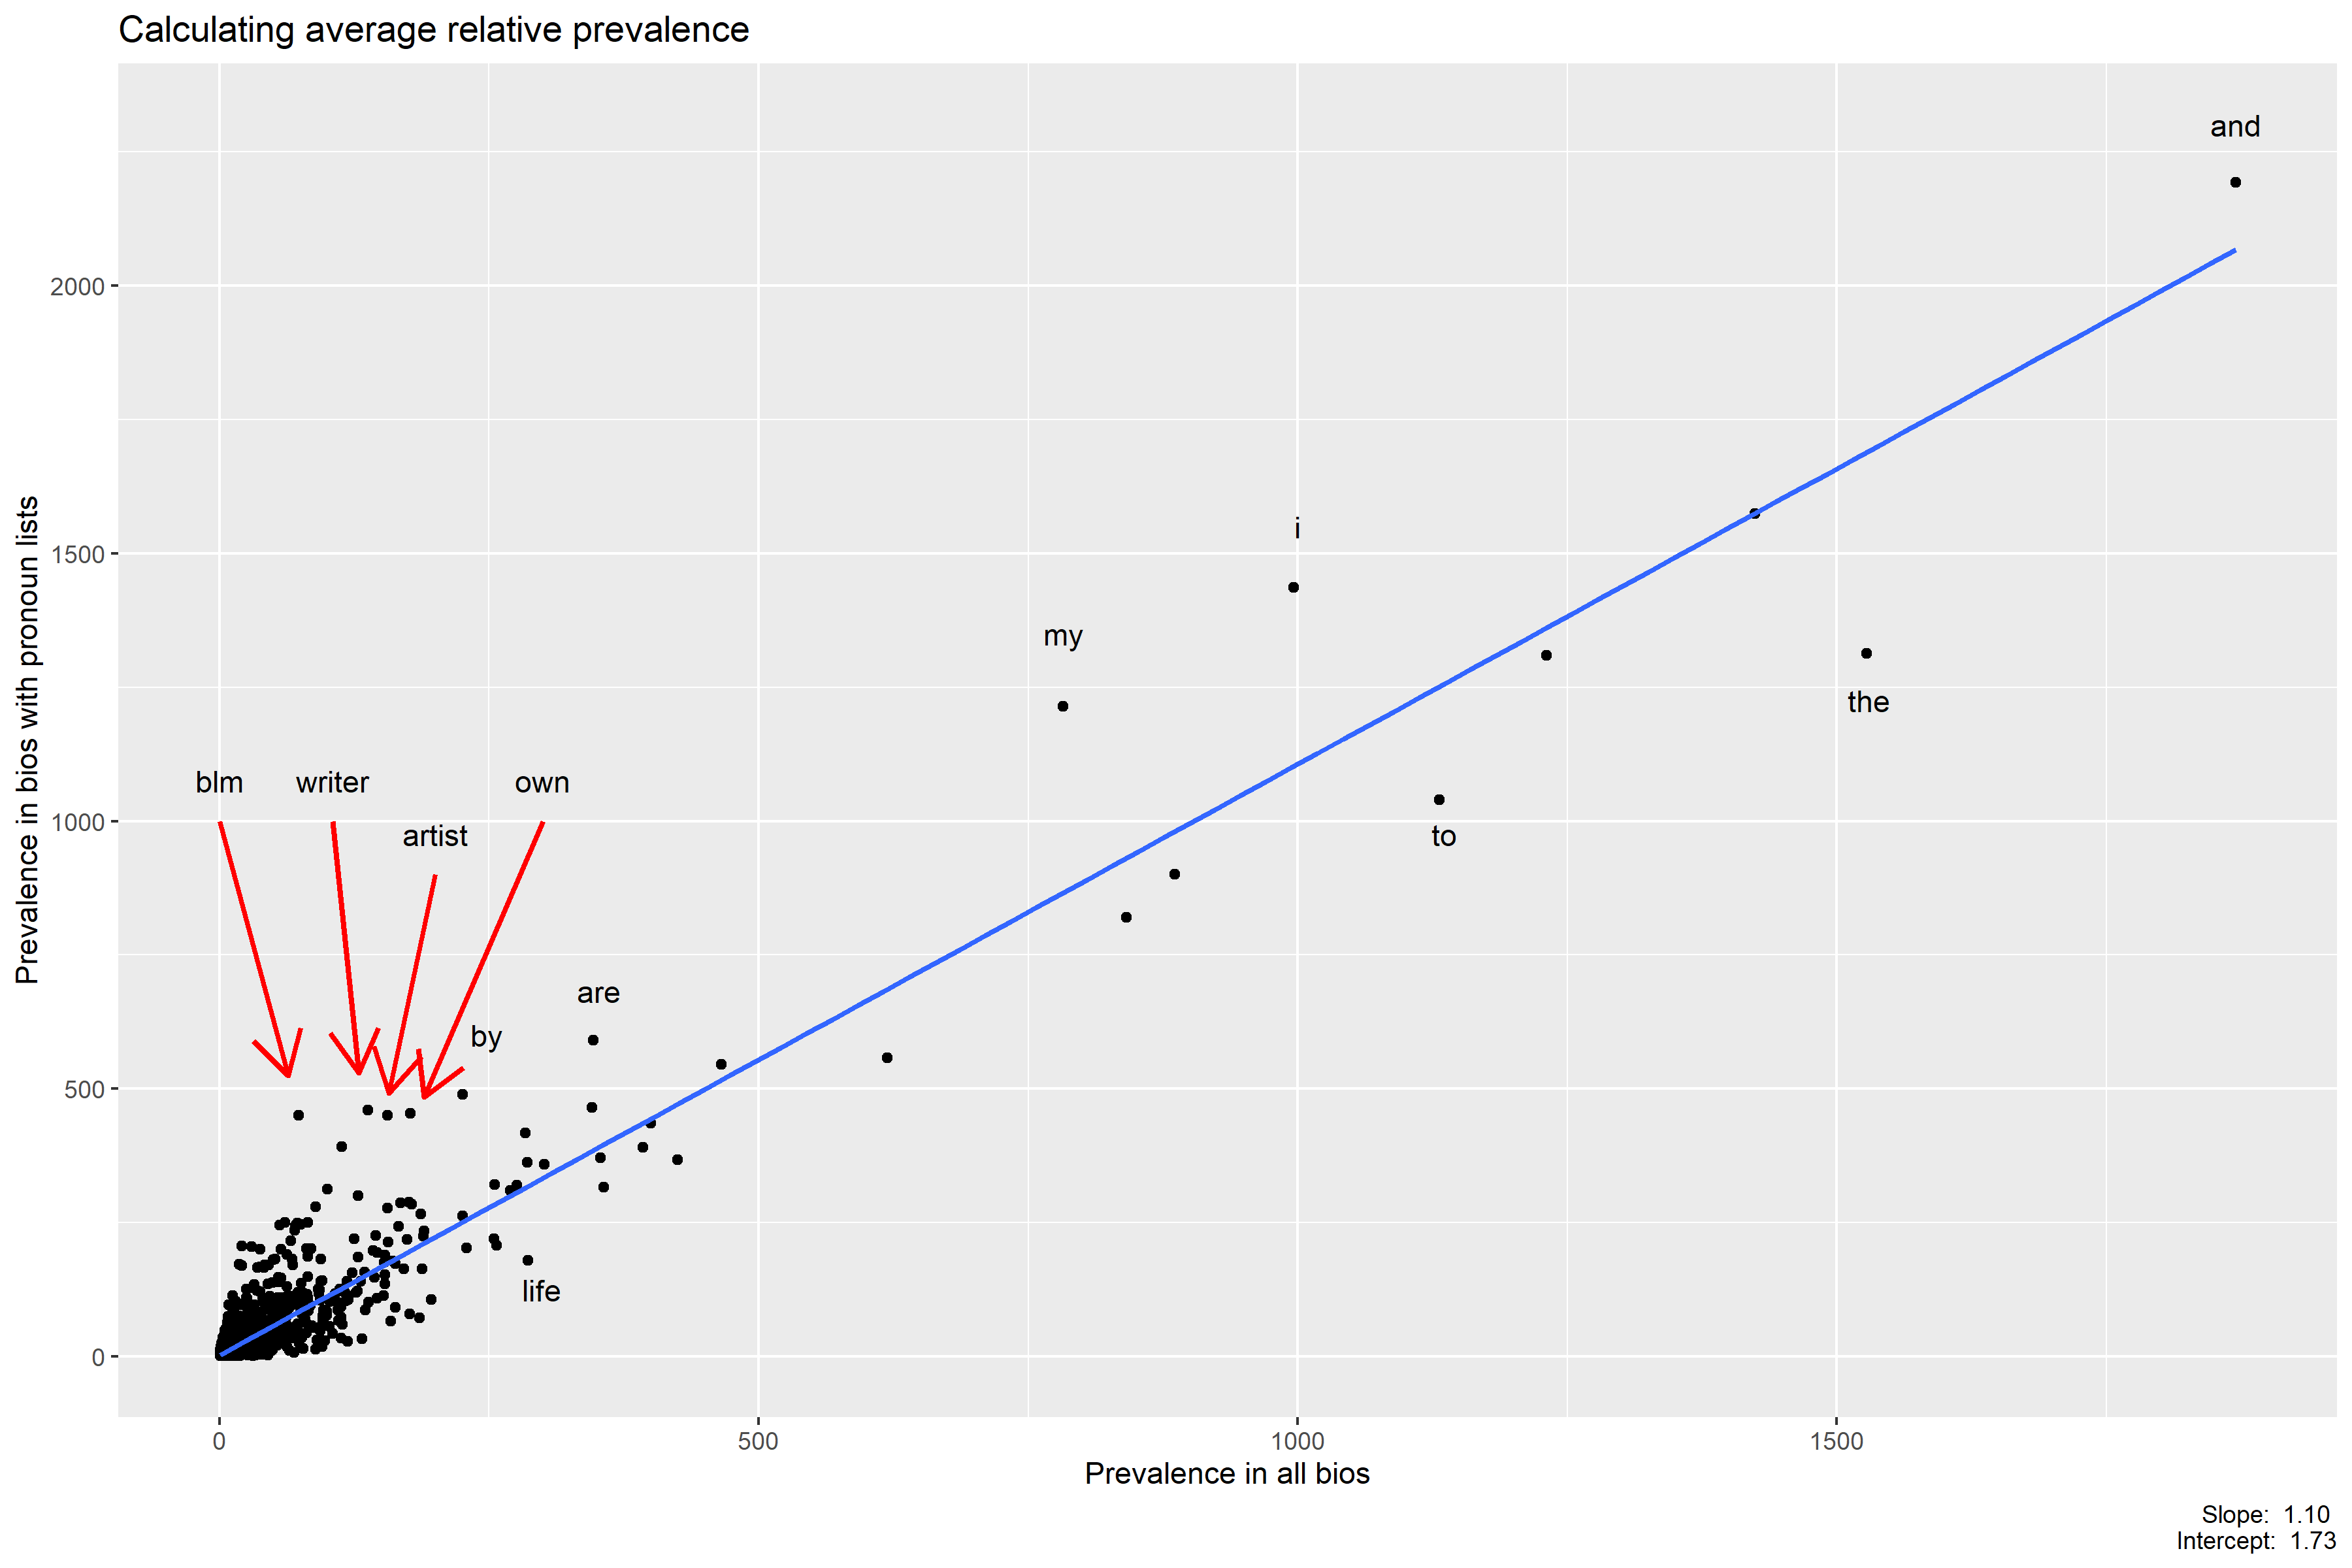 Calculating average relative prevalence
Prevalence in bios with pronoun lists
2000
1500
1000
500
0
and
i
my
the
to
blm
writer
own
artist
are
by
life
0
500
1000
1500
Prevalence in all bios
Slope: 1.10
Intercept: 1.73